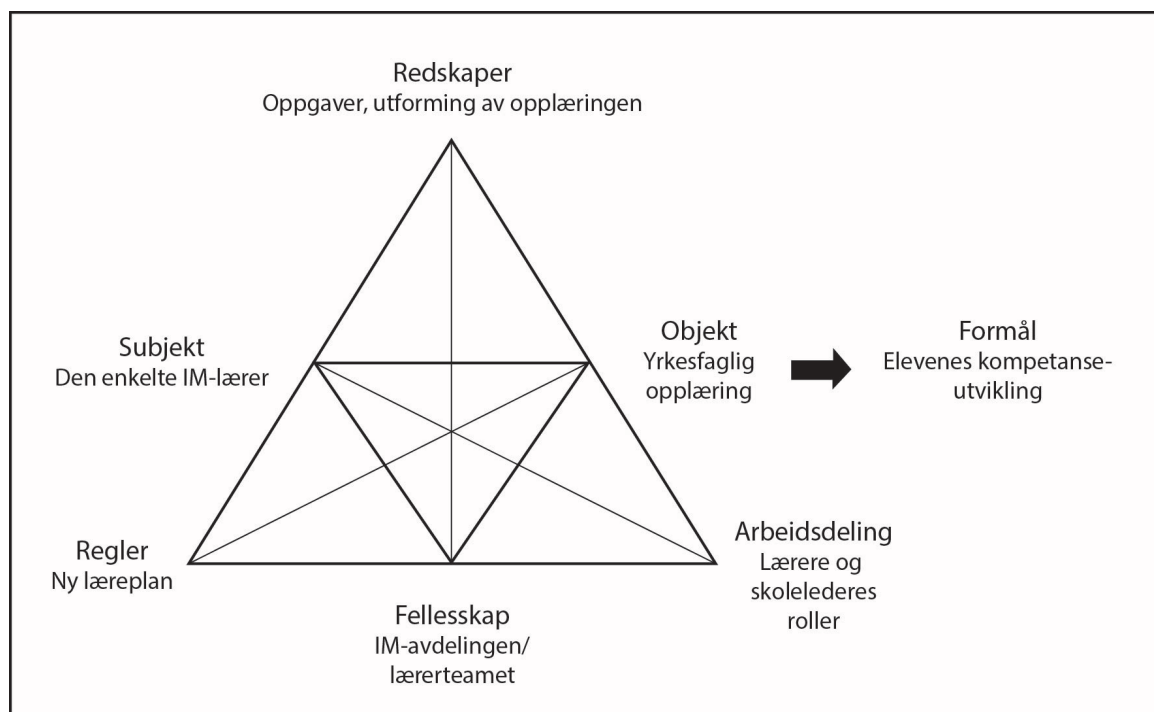 Redskaper
Oppgaver, utforming av opplæringen
Subjekt
Den enkelte IM-lærer
Objekt
Yrkesfaglig
opplæring
Formål
Elevenes kompetanse-
utvikling
Regler
Ny læreplan
Fellesskap
IM-avdelingen/
lærerteamet
Arbeidsdeling
Lærere og
skolelederes
roller